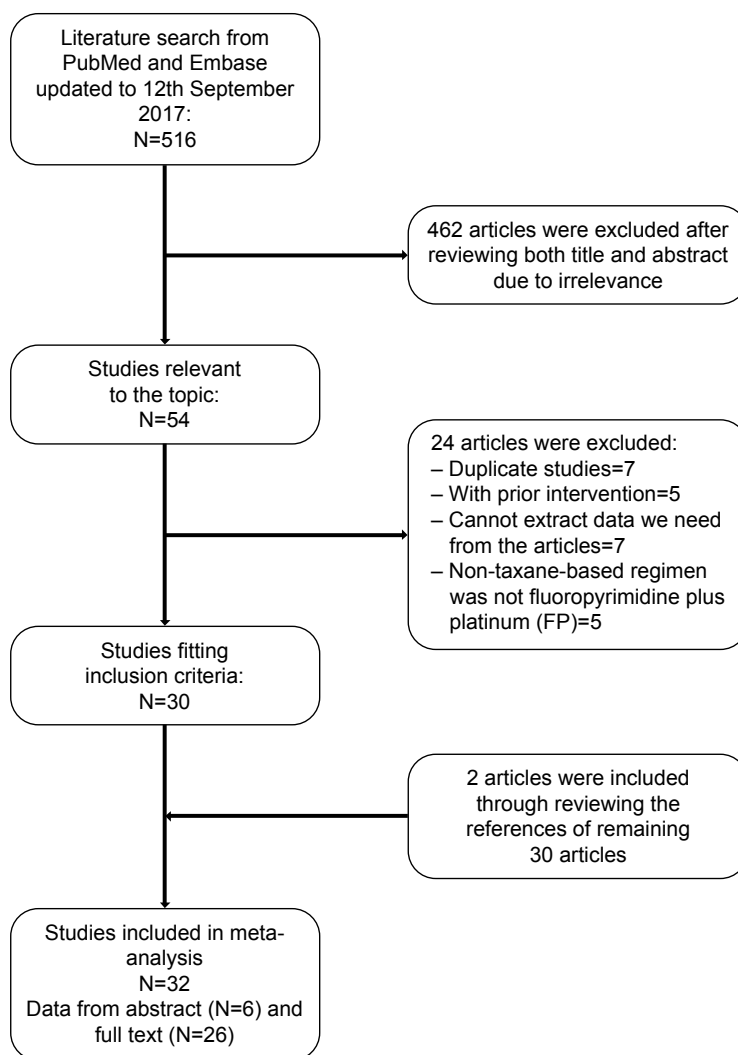 Literature search from
PubMed and Embase
updated to 12th September
2017:
N=516
462 articles were excluded after
reviewing both title and abstract
due to irrelevance
Studies relevant
to the topic:
N=54
24 articles were excluded:
– Duplicate studies=7
– With prior intervention=5
– Cannot extract data we need
from the articles=7
– Non-taxane-based regimen
was not fluoropyrimidine plus
platinum (FP)=5
Studies fitting
inclusion criteria:
N=30
2 articles were included
through reviewing the
references of remaining
30 articles
Studies included in meta-
analysis
N=32
Data from abstract (N=6) and
full text (N=26)